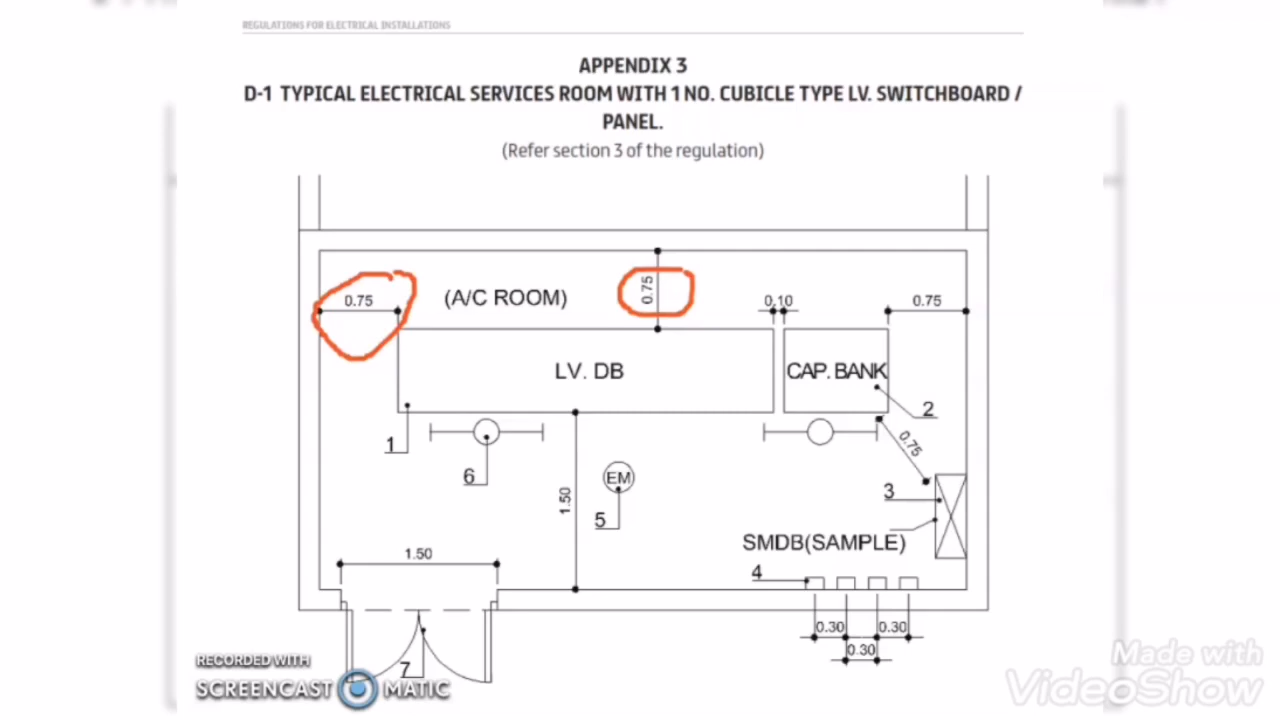 REGULATIONS FOR ELECTRICAL INSTALLATIONS
APPENDIX 3
D-1 TYPICAL ELECTRICAL SERVICES ROOM WITH 1 NO. CUBICLE TYPE LV. SWITCHBOARD /
PANEL.
(Refer section 3 of the regulation)
0.75
(A/C ROOM)
0.75
0.10
0.75
LV. DB
CAP. BANK
2
1
0.75
6
EM
3
1.50
5
SMDB(SAMPLE)
1.50
4
0.30
0.30
0.30
7
RECORDED WITH
SCREENCAST MATIC
Made with
VideoShow